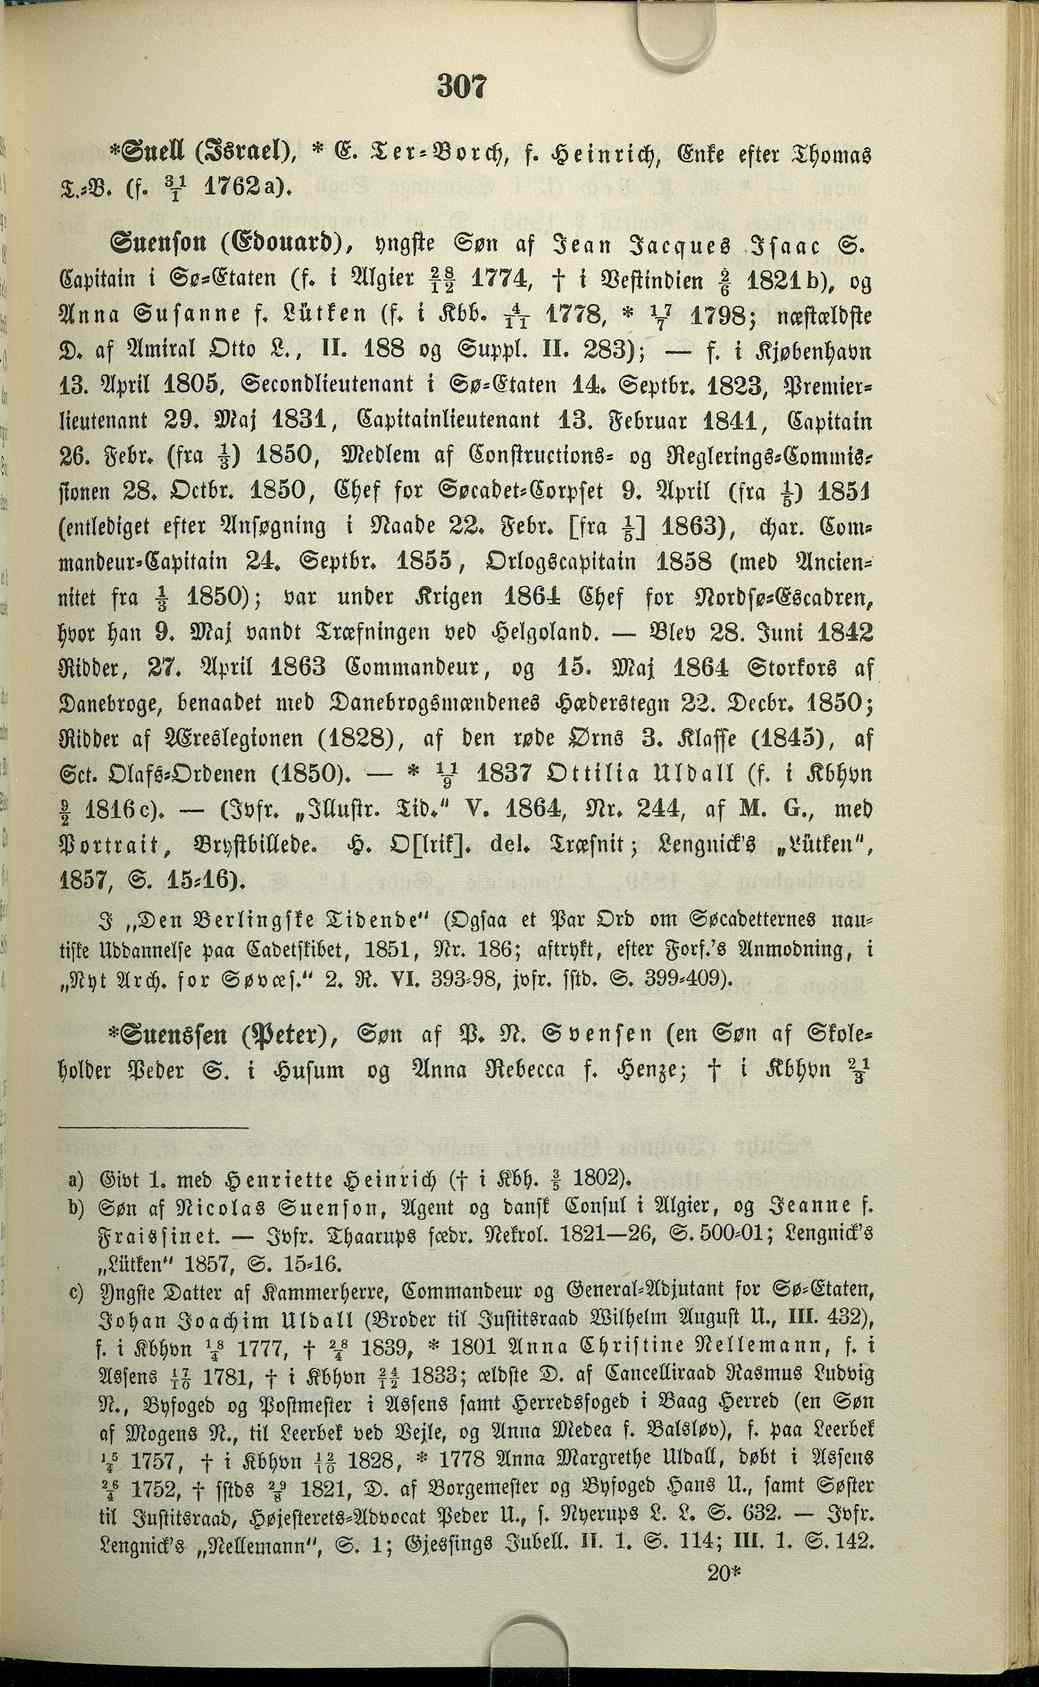 307
*Snell (Israel), * E. Ter-Borch, f. Heinrich, Enke efter Thomas
T.-B. (f. 31/1 1762 a).
Suenson (Edouard), yngste Søn af Jean Jacques Isaac S.
Capitain i Sø-Etaten (f. i Algier 28/12 1774, † i Vestindien 2/6 1821 b), og
Anna Susanne f. Lütken (f. i Kbh. 4/11 1778, * 17/7 1798; næstældste
D. af Amiral Otto L., II. 188 og Suppl. II. 283); — f. i Kjøbenhavn
13. April 1805, Secondlieutenant i Sø-Etaten 14. Septbr. 1823, Premier-
lieutenant 29. Maj 1831, Capitainlieutenant 13. Februar 1841, Capitain
26. Febr. (fra 1/3) 1850, Medlem af Constructions- og Reglerings-Commis-
sionen 28. Octbr. 1850, Chef for Søcadet-Corpset 9. April (fra 1/5) 1851
(entlediget efter Ansøgning i Naade 22. Febr. [fra 1/5] 1863), char. Com-
mandeur-Capitain 24. Septbr. 1855, Orlogscapitain 1858 (med Ancien-
nitet fra 1/3 1850); var under Krigen 1864 Chef for Nordsø-Escadren,
hvor han 9. Maj vandt Træfningen ved Helgoland. — Blev 28. Juni 1842
Ridder, 27. April 1863 Commandeur, og 15. Maj 1864 Storkors af
Danebroge, benaadet med Danebrogsmændenes Hæderstegn 22. Decbr. 1850;
Ridder af Æreslegionen (1828), af den røde Ørns 3. Klasse (1845), af
Sct. Olafs-Ordenen (1850). — * 11/9 1837 Ottilia Uldall (f. i Kbhvn
9/2 1816 c). — (Jvfr. „Illustr. Tid.“ V. 1864, Nr. 244, af M. G., med
Portrait, Brystbillede. H. O[lrik]. del. Træsnit; Lengnick's „Lütken“,
1857, S. 15-16).
I „Den Berlingske Tidende“ (Ogsaa et Par Ord om Søcadetternes nau-
tiske Uddannelse paa Cadetskibet, 1851, Nr. 186; aftrykt, efter Forf.'s Anmodning, i
„Nyt Arch. for Søvæs.“ 2. R. VI. 393-98, jvfr. sstd. S. 399-409).
*Suenssen (Peter), Søn af P. N. Svensen (en Søn af Skole-
holder Peder S. i Husum og Anna Rebecca f. Henze; † i Kbhvn 21/3
a) Givt 1. med Henriette Heinrich († i Kbh. 3/5 1802).
b) Søn af Nicolas Suenson, Agent og dansk Consul i Algier, og Jeanne f.
Fraissinet. — Jvfr. Thaarups fædr. Nekrol. 1821—26, S. 500-01; Lengnick's
„Lütken“ 1857, S. 15-16.
c) Yngste Datter af Kammerherre, Commandeur og General-Adjutant for Sø-Etaten,
Johan Joachim Uldall (Broder til Justitsraad Wilhelm August U., III. 432),
f. i Kbhvn 18/4 1777, † 28/4 1839, * 1801 Anna Christine Nellemann, f. i
Assens 17/10 1781, † i Kbhvn 24/12 1833; ældste D. af Cancelliraad Rasmus Ludvig
N., Byfoged og Postmester i Assens samt Herredsfoged i Baag Herred (en Søn
af Mogens N., til Leerbek ved Vejle, og Anna Medea f. Balsløv), f. paa Leerbek
15/4 1757, † i Kbhvn 12/10 1828, * 1778 Anna Margrethe Uldall, døbt i Assens
26/4 1752, † sstds 29/8 1821, D. af Borgemester og Byfoged Hans U., samt Søster
til Justitsraad, Højesterets-Advocat Peder U., s. Nyerups L. L. S. 632. — Jvfr.
Lengnick's „Nellemann“, S. 1; Gjessings Jubell. II. 1. S. 114; III. 1. S. 142.
20*